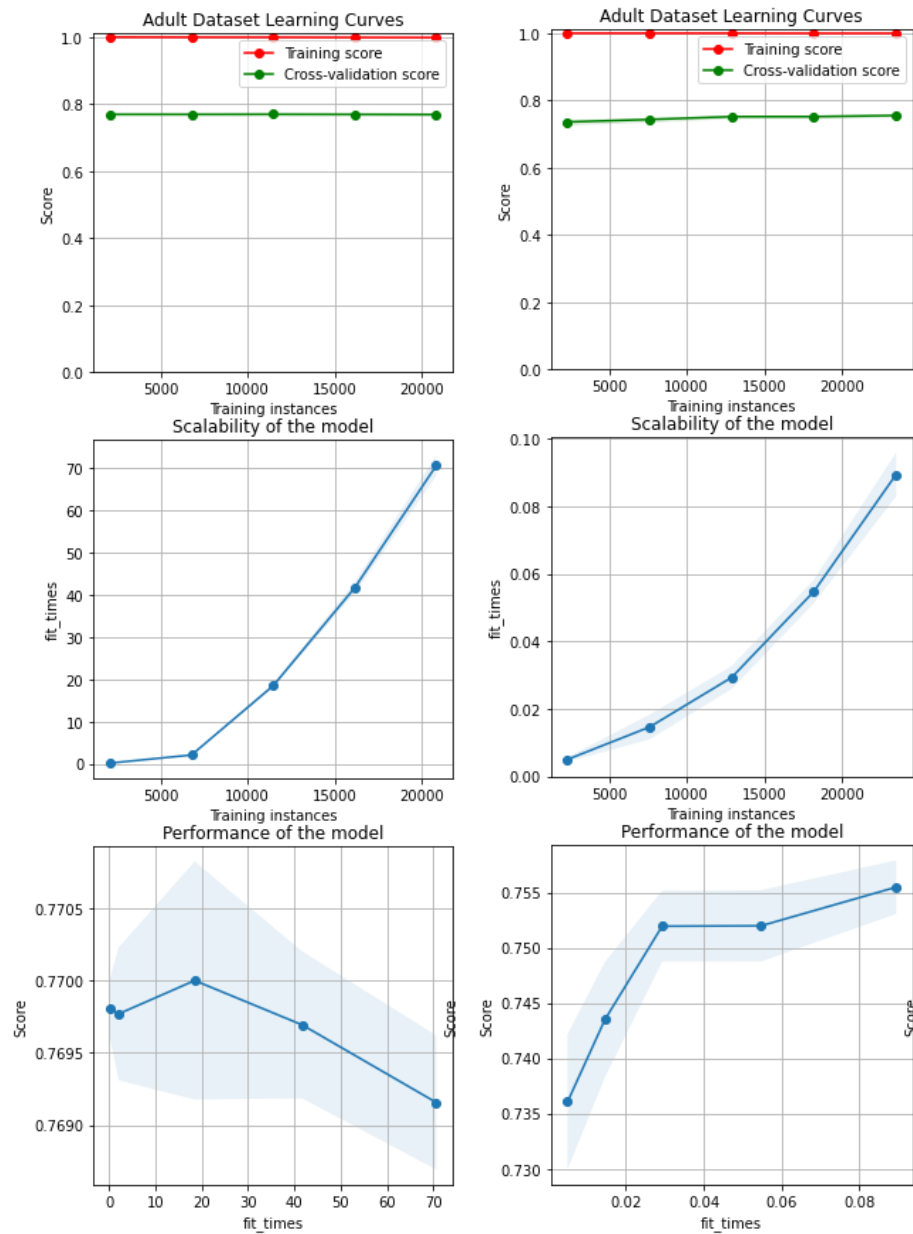 Adult Dataset Learning Curves
1.0
0.8
0.6
0.4
0.2
0.0
Score
Training score
Cross-validation score
5000 10000 15000 20000
Training instances
Adult Dataset Learning Curves
1.0
0.8
0.6
0.4
0.2
0.0
Score
Training score
Cross-validation score
5000 10000 15000 20000
Training instances
Scalability of the model
70
60
50
40
30
20
10
0
fit_times
5000 10000 15000 20000
Training instances
Scalability of the model
0.10
0.08
0.06
0.04
0.02
0.00
fit_times
5000 10000 15000 20000
Training instances
Performance of the model
0.7705
0.7700
0.7695
0.7690
Score
0 10 20 30 40 50 60 70
fit_times
Score
Performance of the model
0.755
0.750
0.745
0.740
0.735
0.730
Score
0.02 0.04 0.06 0.08
fit_times
Score